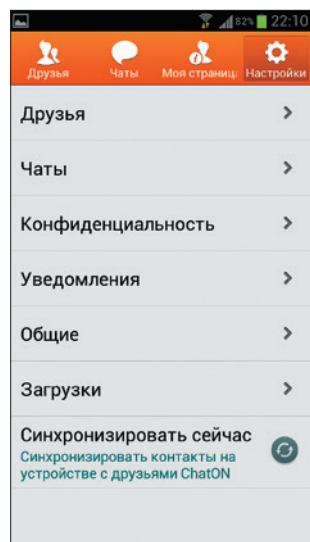 82% 22:10
Друзья Чаты Моя страница Настройки
Друзья
Чаты
Конфиденциальность
Уведомления
Общие
Загрузки
Синхронизировать сейчас
Синхронизировать контакты на
устройстве с друзьями ChatON